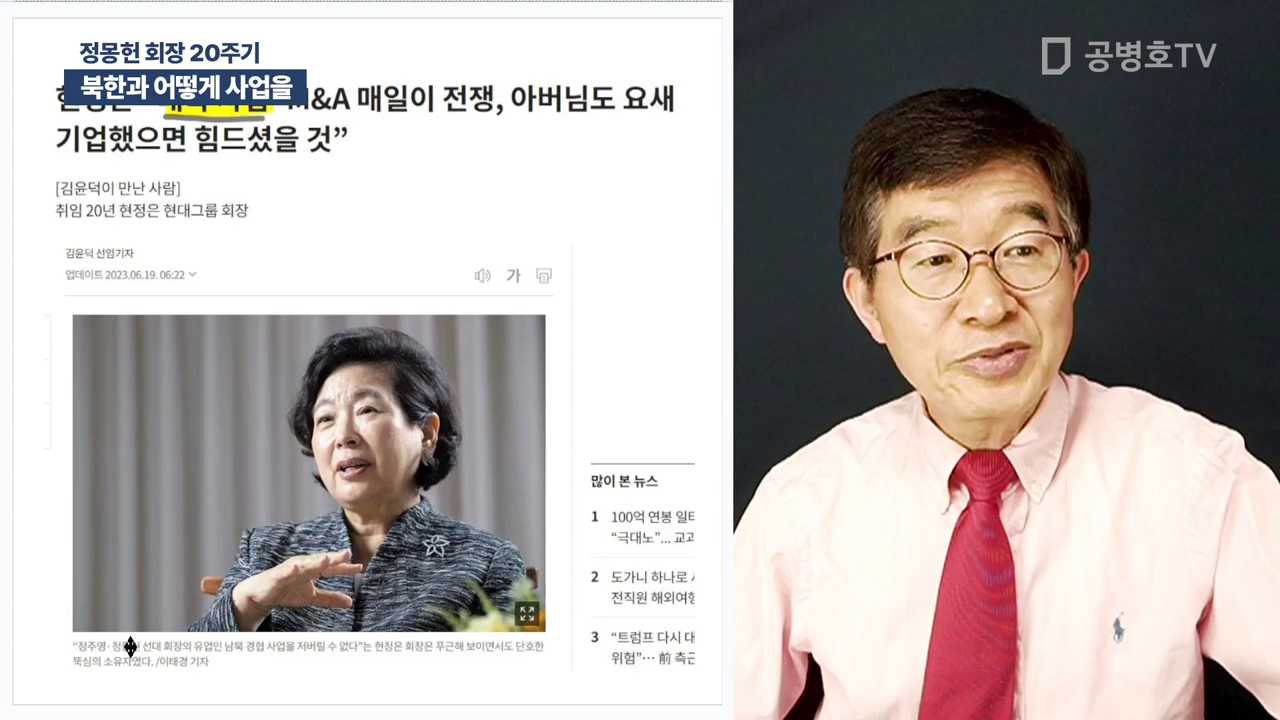 정몽헌 회장 20주기
북한과 어떻게 사업을
공병호TV
M&A 매일이 전쟁, 아버님도 요새
기업했으면 힘드셨을 것”
[김윤덕이 만난 사람]
취임 20년 현정은 현대그룹 회장
김윤덕 선임기자
업데이트 2023.06.19. 06:22
가
“정주영· 선대 회장의 유업인 남북 경협 사업을 저버릴 수 없다”는 현정은 회장은 푸근해 보이면서도 단호한
뚝심의 소유자였다. /이태경 기자
많이 본 뉴스
1 100억 연봉 일타
“극대노”... 교과
2 도가니 하나로
전직원 해외여행
3 “트럼프 다시 대
위험”… 前 측근